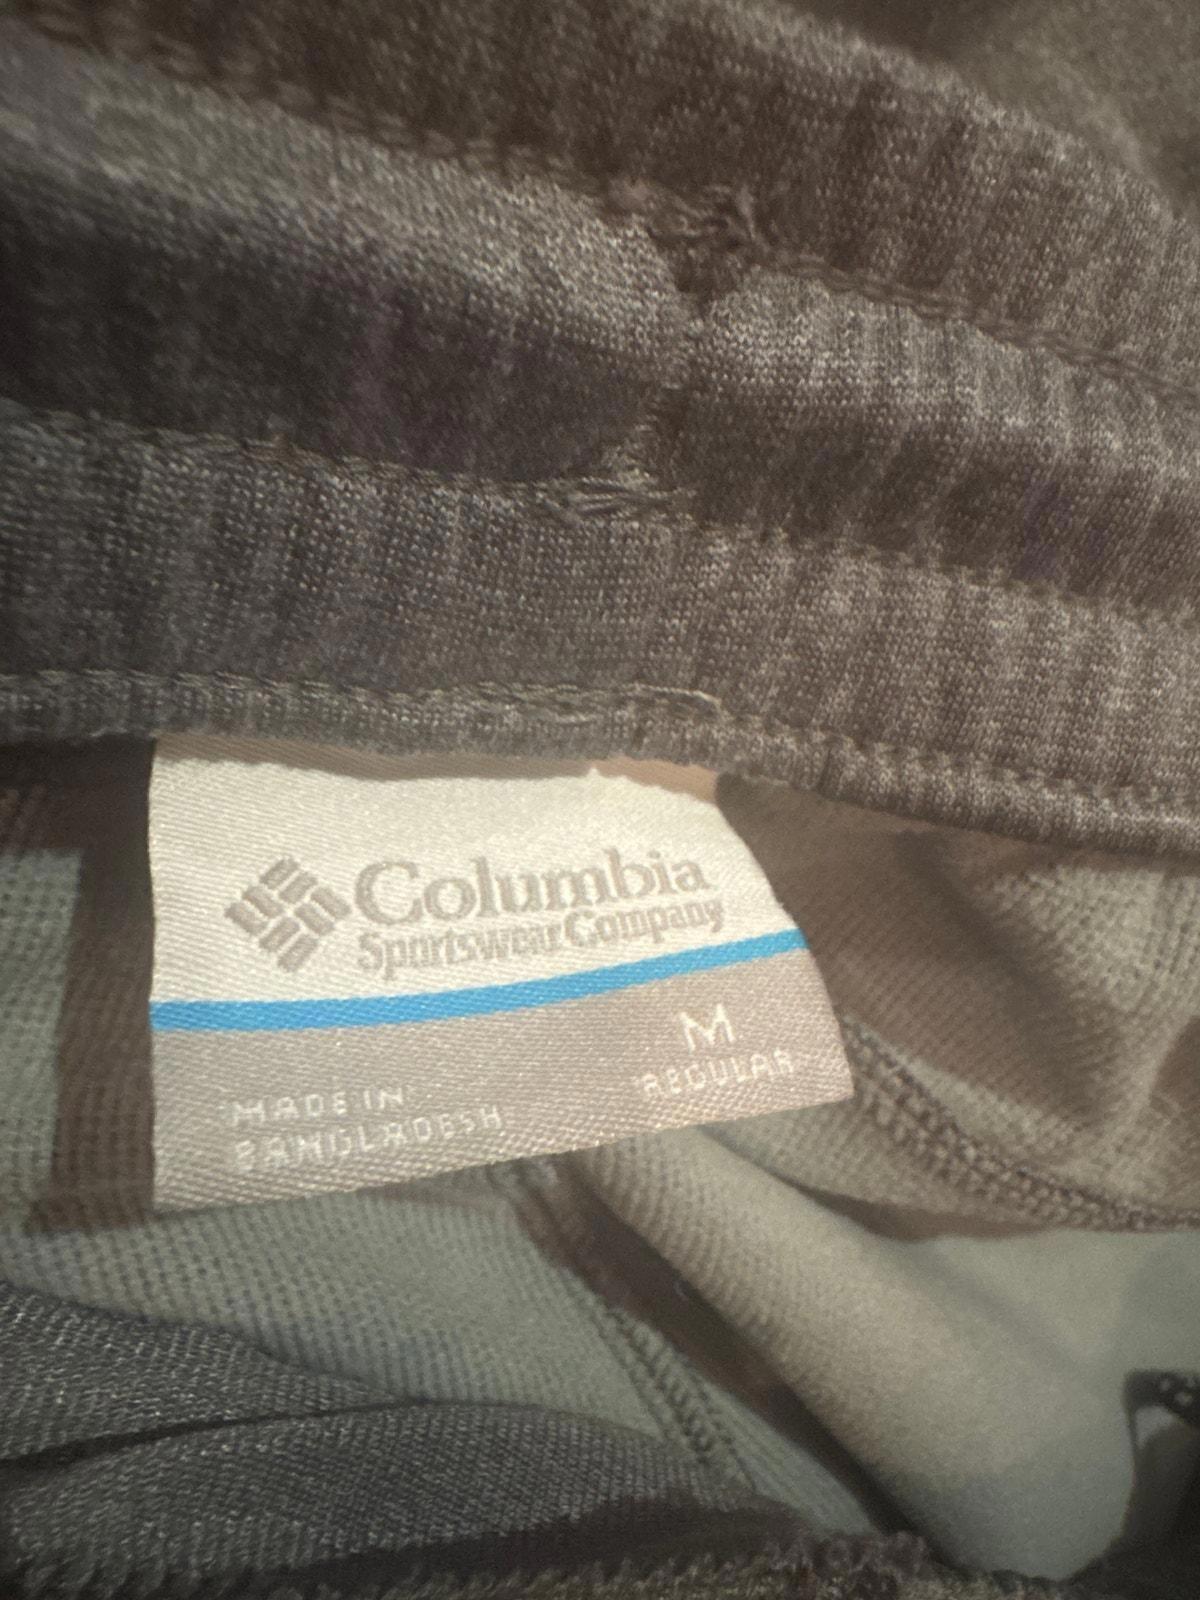 Columbia
Sportswear Company
M
REGULAR
MADE IN
BANGLADESH